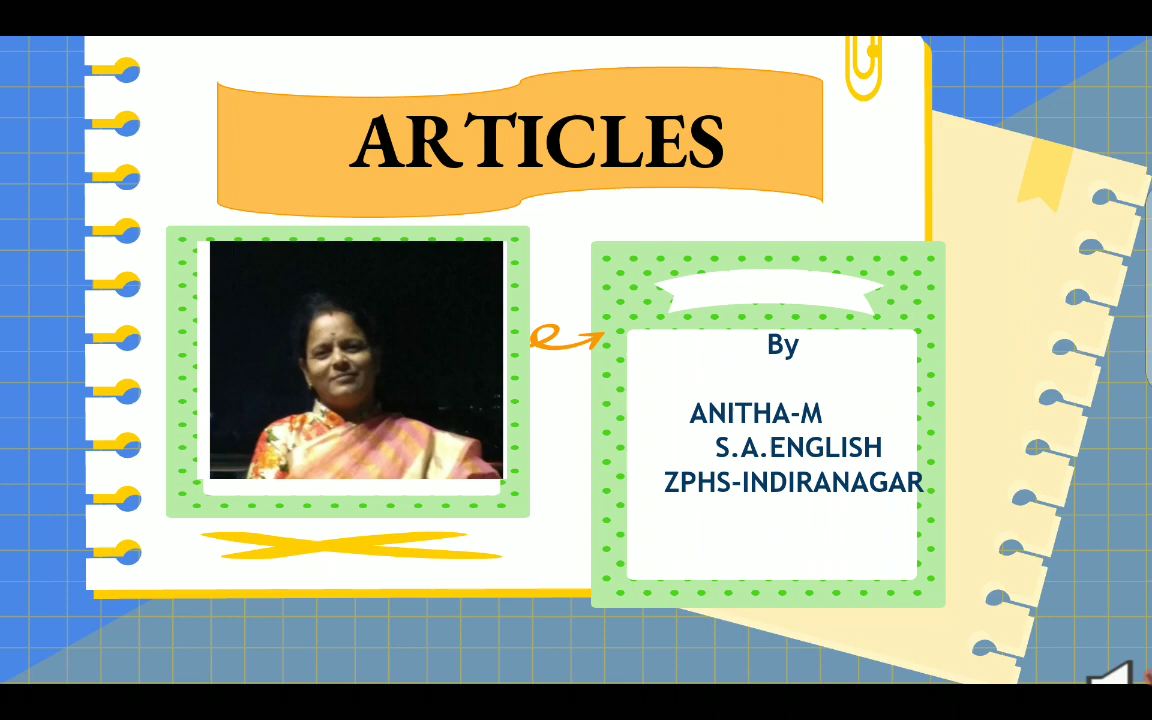 ARTICLES
By
ANITHA-M
S.A.ENGLISH
ZPHS-INDIRANAGAR